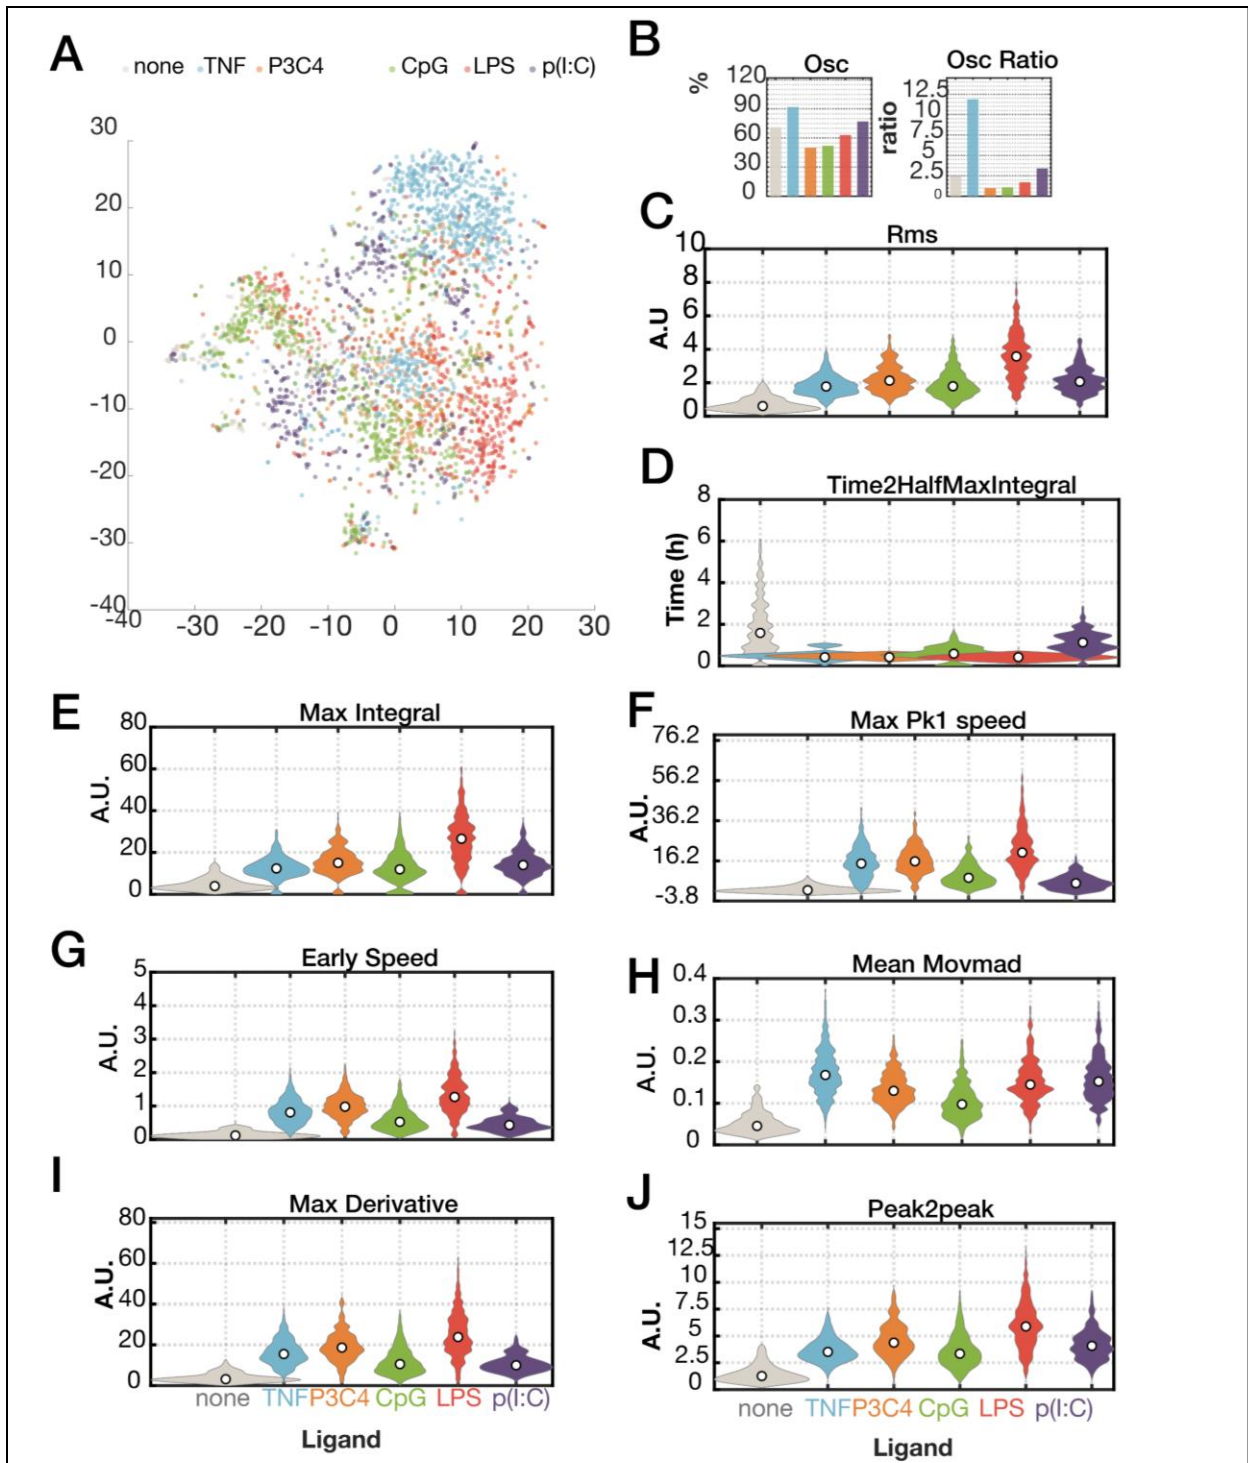 A
none TNF P3C4 CpG LPS p(I:C)
30
20
10
0
-10
-20
-30
-40
-40 -30 -20 -10 0 10 20 30
B
Osc
%
120
90
60
30
0
Osc Ratio
ratio
12.5
10
7.5
5
2.5
0
C
Rms
A.U
10
8
6
4
2
0
D
Time2HalfMaxIntegral
Time (h)
8
6
4
2
0
E
Max Integral
A.U.
80
60
40
20
0
F
Max Pk1 speed
A.U.
76.2
56.2
36.2
16.2
-3.8
G
Early Speed
A.U.
5
4
3
2
1
0
H
Mean Movmad
A.U.
0.4
0.3
0.2
0.1
0
I
Max Derivative
A.U.
80
60
40
20
0
none TNF P3C4 CpG LPS p(I:C)
Ligand
J
Peak2peak
A.U.
15
12.5
10
7.5
5
2.5
0
none TNF P3C4 CpG LPS p(I:C)
Ligand